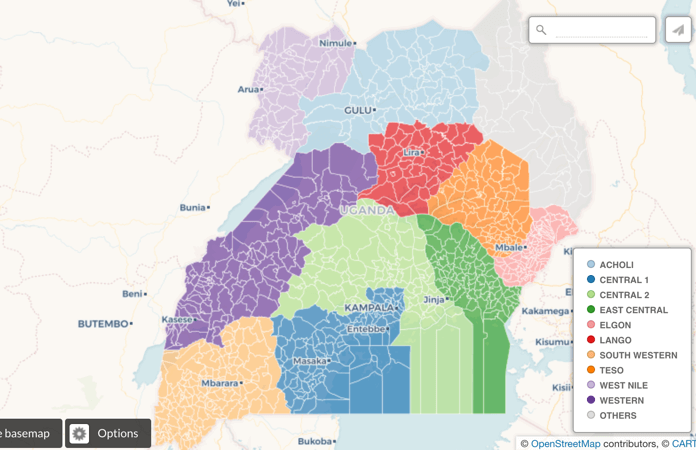 Yei
Nimule
Arua
GULU
Lira
UGANDA
Bunia
Mbale
Ki
Beni
KAMPALA
Jinja
BUTEMBO
Kasese
Entebbe
Kakamega
Kisumu
Masaka
Mbarara
Kisii
Bukoba
ACHOLI
CENTRAL 1
CENTRAL 2
EAST CENTRAL
ELGON
LANGO
SOUTH WESTERN
TESO
WEST NILE
WESTERN
OTHERS
e basemap
Options
© OpenStreetMap contributors, © CART